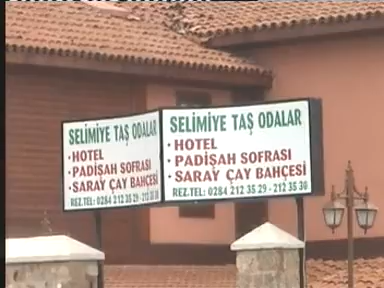 SELİMİYE TAŞ ODALAR
• HOTEL
• PADİŞAH SOFRASI
• SARAY ÇAY BAHÇESİ
REZ.TEL: 0284 212 35 29 - 212 35 30
SELİMİYE TAŞ ODALAR
• HOTEL
• PADİŞAH SOFRASI
• SARAY ÇAY BAHÇESİ
REZ.TEL: 0284 212 35 29 - 212 35 30